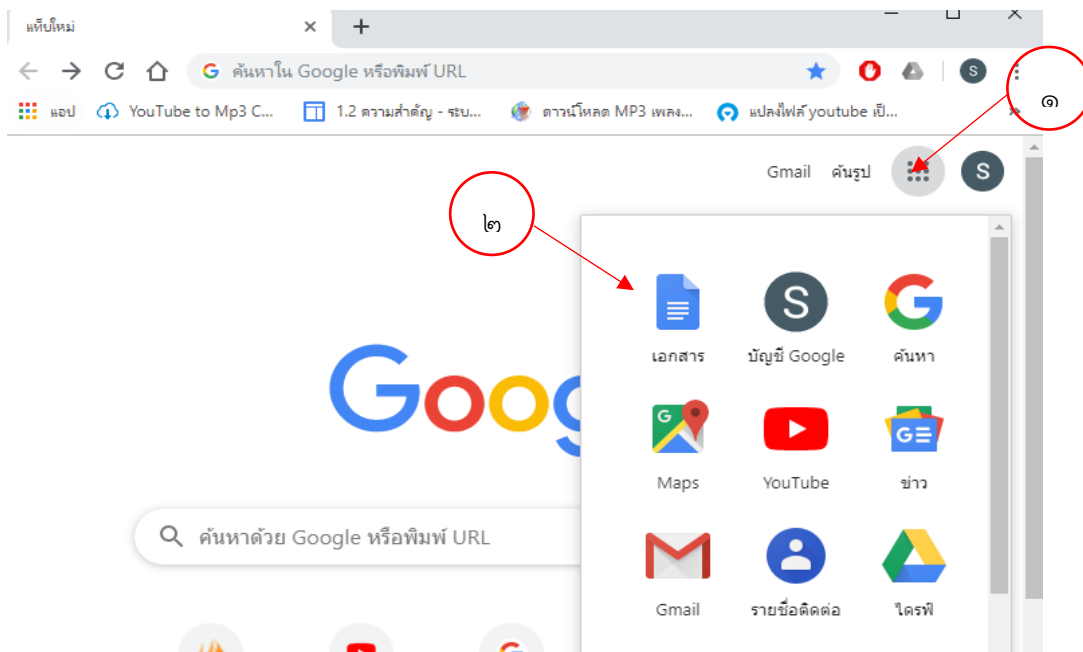 แท็บใหม่
ค้นหาใน Google หรือพิมพ์ URL
S
๑
แอป YouTube to Mp3 C... 1.2 ความสำคัญ - ระบ... ดาวน์โหลด MP3 เพลง... แปลงไฟล์ youtube เป็...
Gmail ค้นรูป S
๒
S
เอกสาร บัญชี Google ค้นหา
Goog
Maps YouTube ข่าว
ค้นหาด้วย Google หรือพิมพ์ URL
Gmail รายชื่อติดต่อ ไดรฟ์